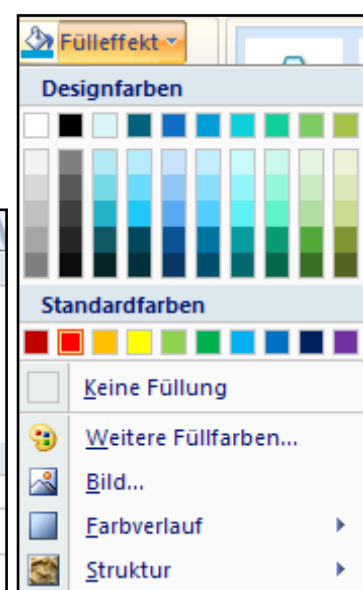 Fülleffekt
Designfarben
Standardfarben
Keine Füllung
Weitere Füllfarben...
Bild...
Farbverlauf
Struktur